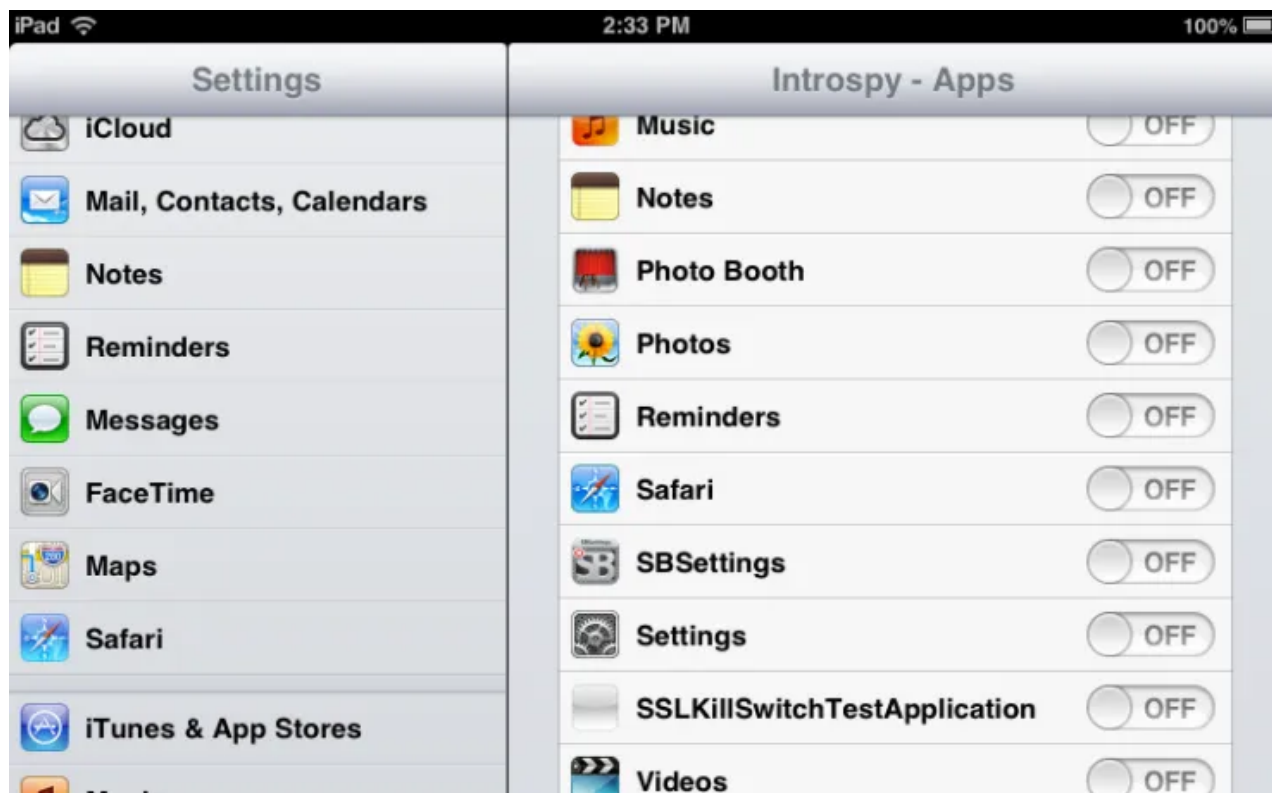 iPad 2:33 PM 100%
Settings
iCloud
Mail, Contacts, Calendars
Notes
Reminders
Messages
FaceTime
Maps
Safari
iTunes & App Stores
Introspy - Apps
Music OFF
Notes OFF
Photo Booth OFF
Photos OFF
Reminders OFF
Safari OFF
SBSettings OFF
Settings OFF
SSLKillSwitchTestApplication OFF
Videos OFF